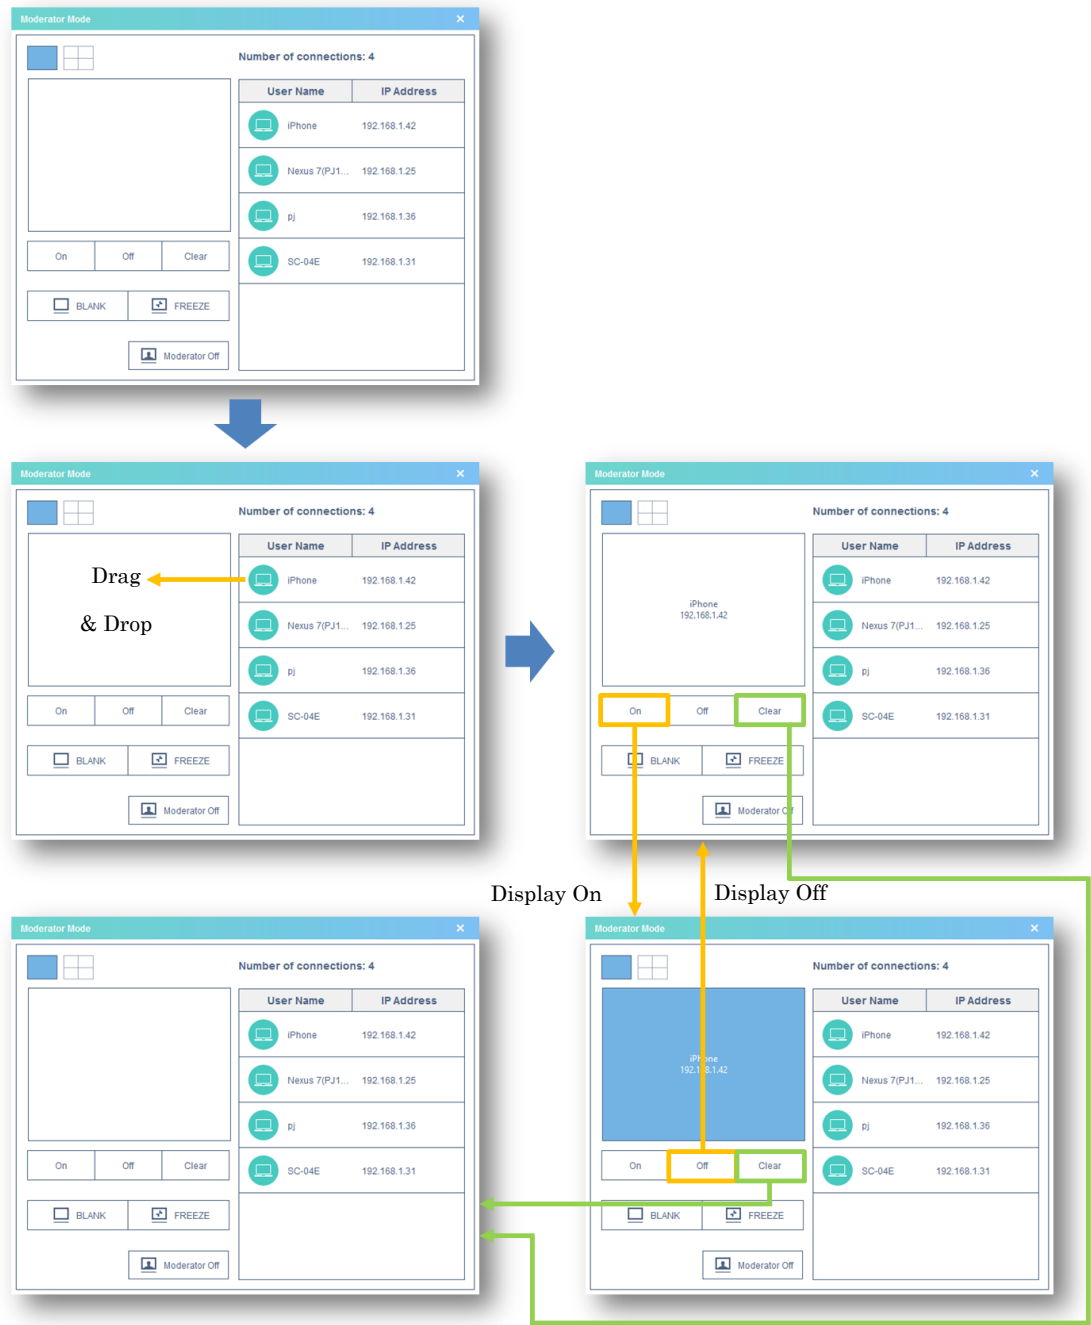 Moderator Mode ×
Number of connections: 4
User Name IP Address
iPhone 192.168.1.42
Nexus 7(PJ1... 192.168.1.25
pj 192.168.1.36
SC-04E 192.168.1.31
On Off Clear
BLANK FREEZE
Moderator Off
Moderator Mode ×
Number of connections: 4
User Name IP Address
Drag
& Drop
iPhone 192.168.1.42
Nexus 7(PJ1... 192.168.1.25
pj 192.168.1.36
SC-04E 192.168.1.31
On Off Clear
BLANK FREEZE
Moderator Off
Moderator Mode ×
Number of connections: 4
User Name IP Address
iPhone
192.168.1.42
iPhone 192.168.1.42
Nexus 7(PJ1... 192.168.1.25
pj 192.168.1.36
SC-04E 192.168.1.31
On Off Clear
BLANK FREEZE
Moderator Off
Display On Display Off
Moderator Mode ×
Number of connections: 4
User Name IP Address
iPhone 192.168.1.42
Nexus 7(PJ1... 192.168.1.25
pj 192.168.1.36
SC-04E 192.168.1.31
On Off Clear
BLANK FREEZE
Moderator Off
Moderator Mode ×
Number of connections: 4
User Name IP Address
iPhone
192.168.1.42
iPhone 192.168.1.42
Nexus 7(PJ1... 192.168.1.25
pj 192.168.1.36
SC-04E 192.168.1.31
On Off Clear
BLANK FREEZE
Moderator Off